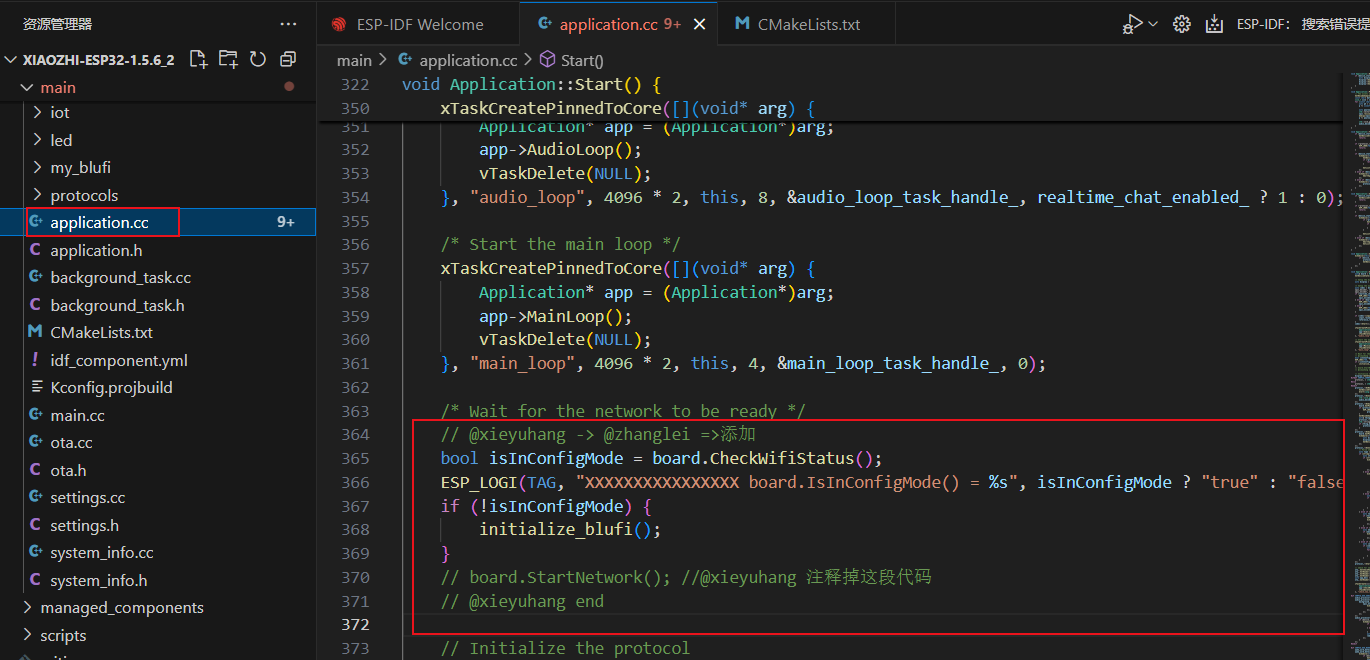 资源管理器
ESP-IDF Welcome
application.cc 9+
CMakeLists.txt
ESP-IDF: 搜索错误提
XIAOZHI-ESP32-1.5.6_2
main > application.cc > Start()
main
iot
led
my_blufi
protocols
application.cc 9+
application.h
background_task.cc
background_task.h
CMakeLists.txt
idf_component.yml
Kconfig.projbuild
main.cc
ota.cc
ota.h
settings.cc
settings.h
system_info.cc
system_info.h
managed_components
scripts
322 void Application::Start() {
350 xTaskCreatePinnedToCore([](void* arg) {
351 Application* app = (Application*)arg;
352 app->AudioLoop();
353 vTaskDelete(NULL);
354 }, "audio_loop", 4096 * 2, this, 8, &audio_loop_task_handle_, realtime_chat_enabled_ ? 1 : 0);
355
356 /* Start the main loop */
357 xTaskCreatePinnedToCore([](void* arg) {
358 Application* app = (Application*)arg;
359 app->MainLoop();
360 vTaskDelete(NULL);
361 }, "main_loop", 4096 * 2, this, 4, &main_loop_task_handle_, 0);
362
363 /* Wait for the network to be ready */
364 // @xieyuhang -> @zhanglei =>添加
365 bool isInConfigMode = board.CheckWifiStatus();
366 ESP_LOGI(TAG, "XXXXXXXXXXXXXXXX board.IsInConfigMode() = %s", isInConfigMode ? "true" : "false
367 if (!isInConfigMode) {
368 initialize_blufi();
369 }
370 // board.StartNetwork(); //@xieyuhang 注释掉这段代码
371 // @xieyuhang end
372
373 // Initialize the protocol